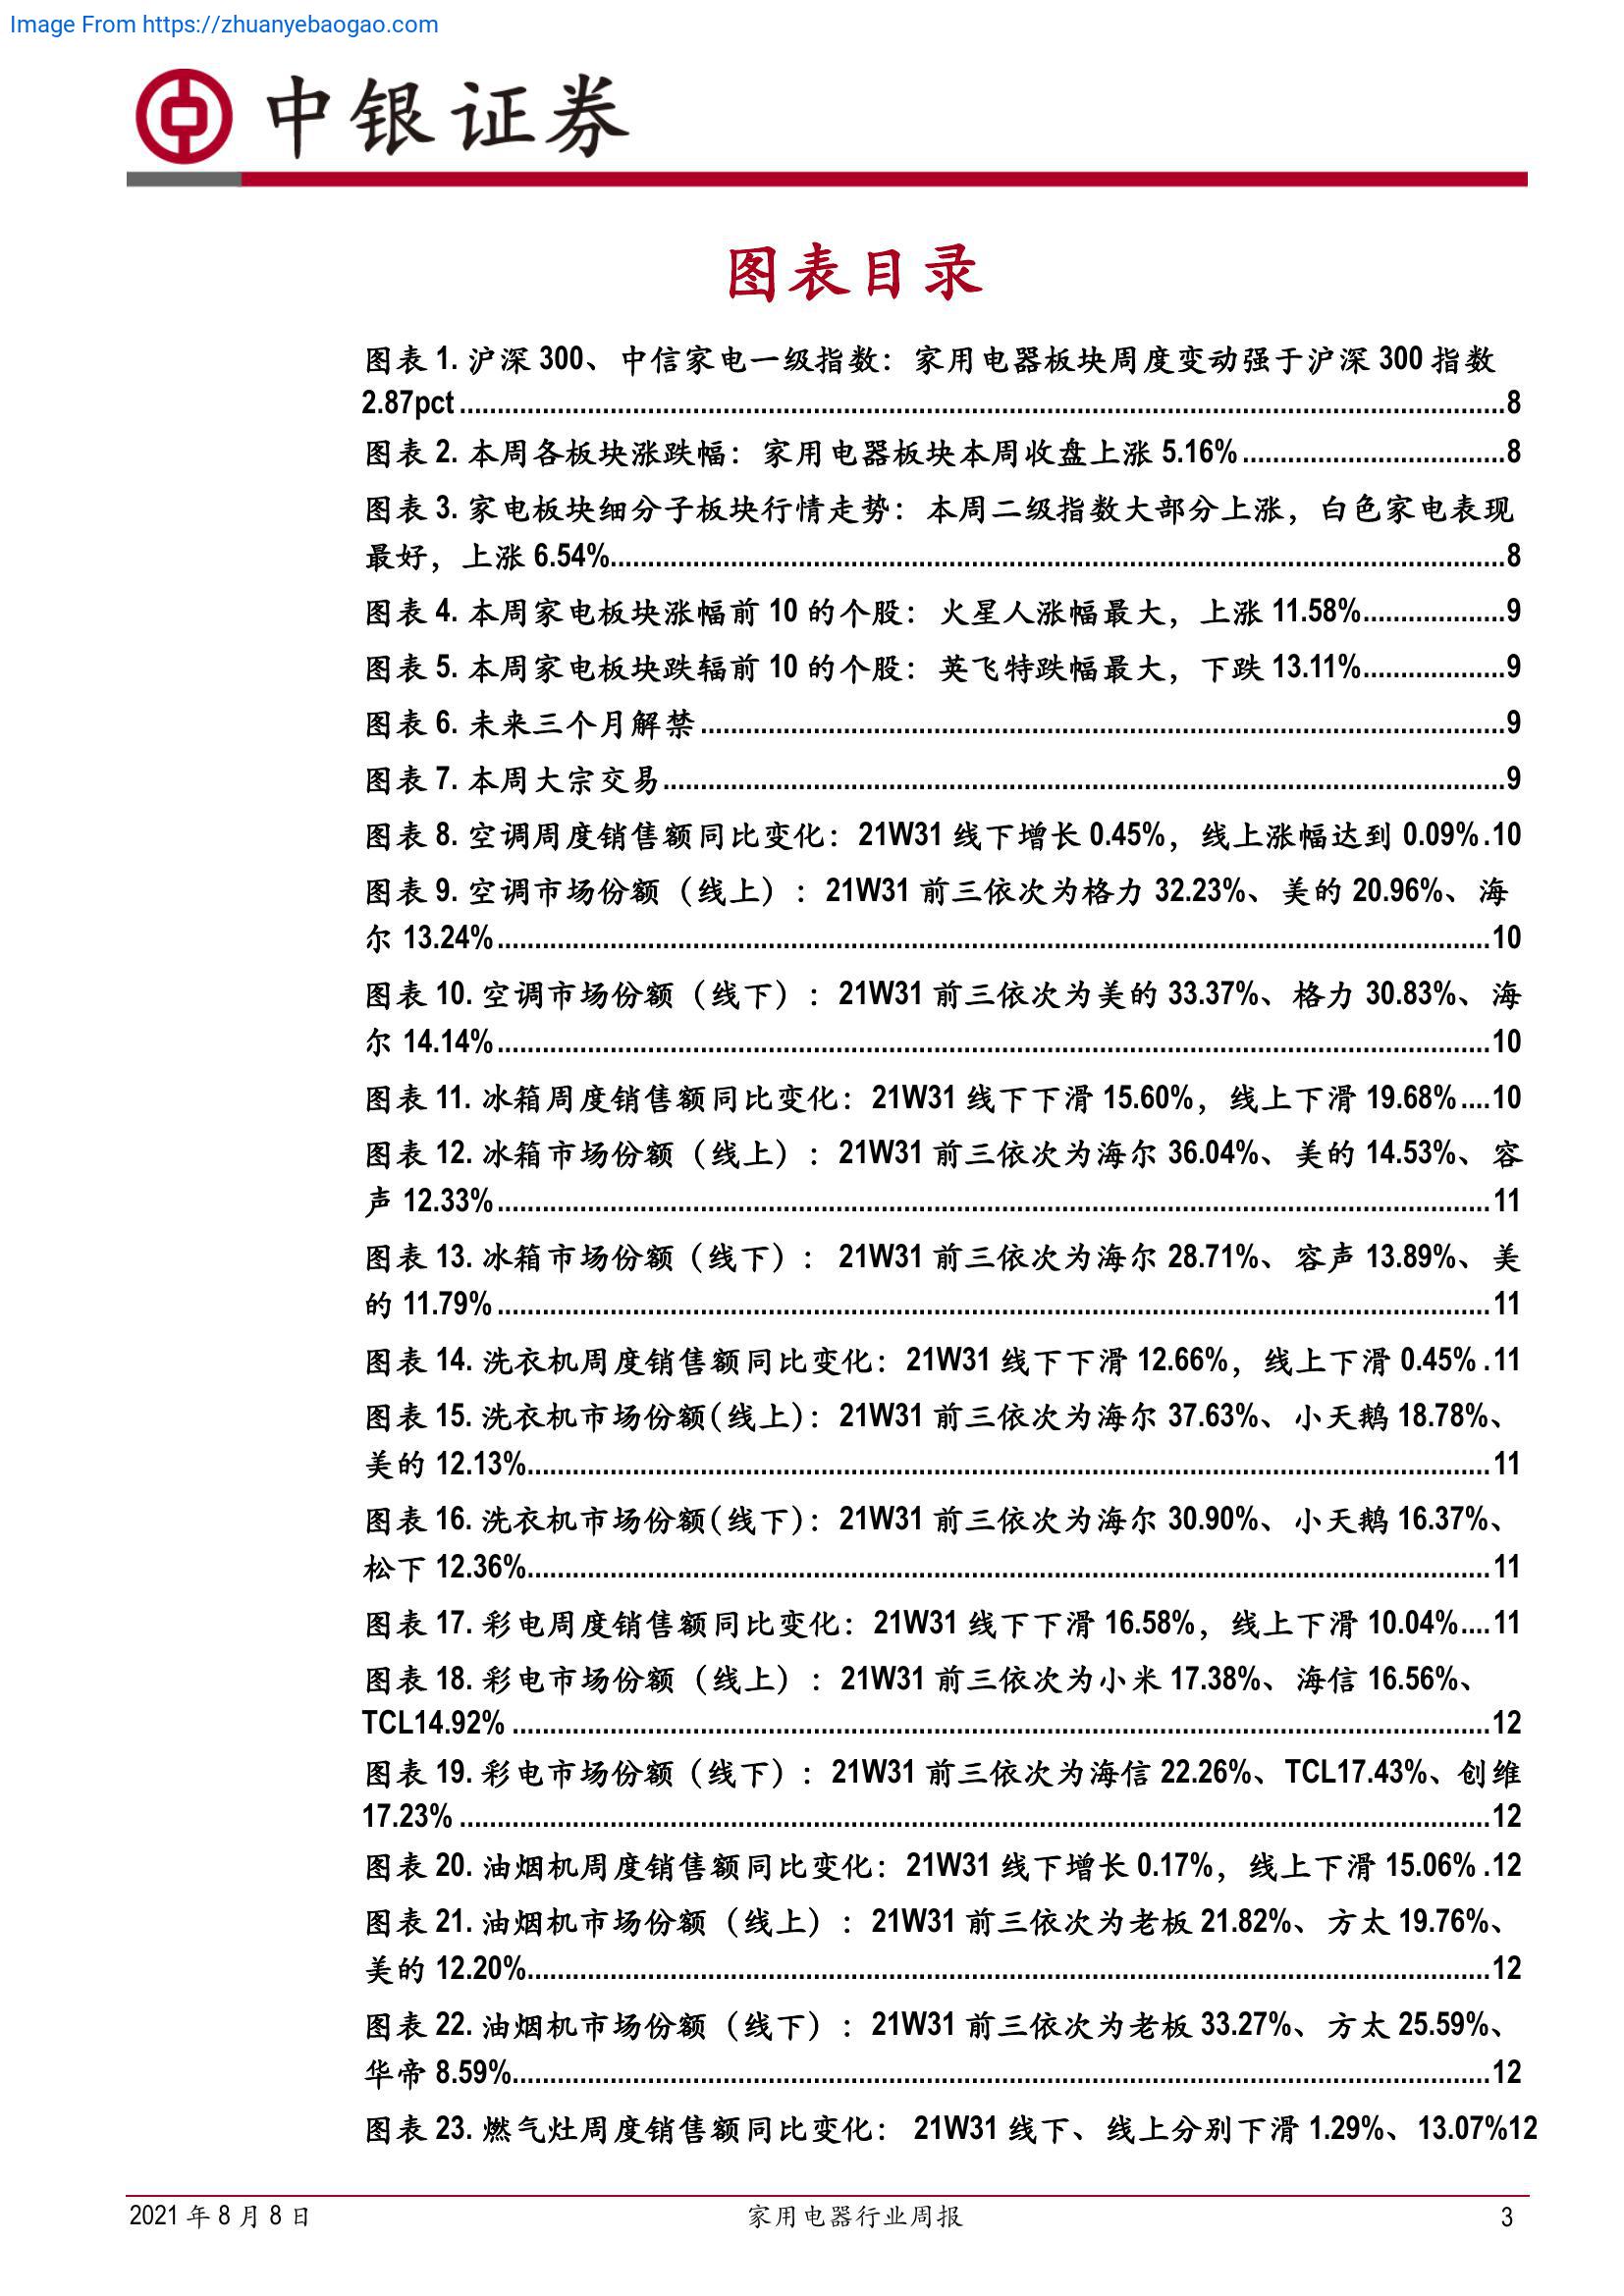 Image From https://zhuanyebaogao.com
中银证券
图表目录
图表 1. 沪深 300、中信家电一级指数：家用电器板块周度变动强于沪深 300 指数
2.87pct ........................................................8
图表 2. 本周各板块涨跌幅：家用电器板块本周收盘上涨 5.16% ...................................8
图表 3. 家电板块细分子板块行情走势：本周二级指数大部分上涨，白色家电表现
最好，上涨 6.54%........................................................8
图表 4. 本周家电板块涨幅前 10 的个股：火星人涨幅最大，上涨 11.58%...................9
图表 5. 本周家电板块跌辐前 10 的个股：英飞特跌幅最大，下跌 13.11%...................9
图表 6. 未来三个月解禁 ........................................................9
图表 7. 本周大宗交易........................................................9
图表 8. 空调周度销售额同比变化：21W31 线下增长 0.45%，线上涨幅达到 0.09% .10
图表 9. 空调市场份额（线上）：21W31 前三依次为格力 32.23%、美的 20.96%、海
尔 13.24% ........................................................10
图表 10. 空调市场份额（线下）：21W31 前三依次为美的 33.37%、格力 30.83%、海
尔 14.14% ........................................................10
图表 11. 冰箱周度销售额同比变化：21W31 线下下滑 15.60%，线上下滑 19.68% ....10
图表 12. 冰箱市场份额（线上）：21W31 前三依次为海尔 36.04%、美的 14.53%、容
声 12.33% ........................................................11
图表 13. 冰箱市场份额（线下）： 21W31 前三依次为海尔 28.71%、容声 13.89%、美
的 11.79% ........................................................11
图表 14. 洗衣机周度销售额同比变化：21W31 线下下滑 12.66%，线上下滑 0.45% .11
图表 15. 洗衣机市场份额(线上)：21W31 前三依次为海尔 37.63%、小天鹅 18.78%、
美的 12.13%........................................................11
图表 16. 洗衣机市场份额(线下)：21W31 前三依次为海尔 30.90%、小天鹅 16.37%、
松下 12.36%........................................................11
图表 17. 彩电周度销售额同比变化：21W31 线下下滑 16.58%，线上下滑 10.04%....11
图表 18. 彩电市场份额（线上）：21W31 前三依次为小米 17.38%、海信 16.56%、
TCL14.92% ........................................................12
图表 19. 彩电市场份额（线下）：21W31 前三依次为海信 22.26%、TCL17.43%、创维
17.23% ........................................................12
图表 20. 油烟机周度销售额同比变化：21W31 线下增长 0.17%，线上下滑 15.06% .12
图表 21. 油烟机市场份额（线上）：21W31 前三依次为老板 21.82%、方太 19.76%、
美的 12.20%........................................................12
图表 22. 油烟机市场份额（线下）：21W31 前三依次为老板 33.27%、方太 25.59%、
华帝 8.59%........................................................12
图表 23. 燃气灶周度销售额同比变化： 21W31 线下、线上分别下滑 1.29%、13.07%12
2021 年 8 月 8 日 家用电器行业周报 3